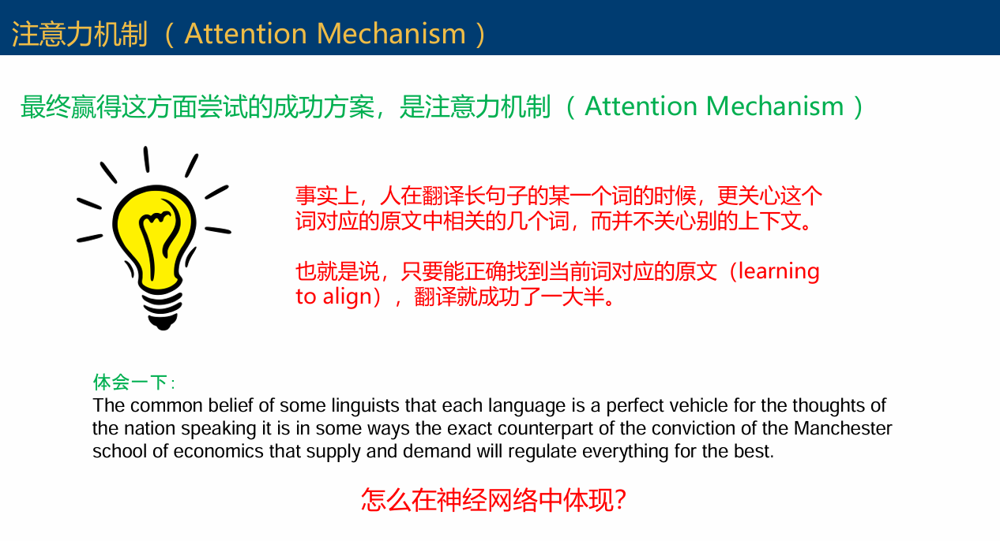 注意力机制（Attention Mechanism）
最终赢得这方面尝试的成功方案，是注意力机制（Attention Mechanism）
事实上，人在翻译长句子的某一个词的时候，更关心这个
词对应的原文中相关的几个词，而并不关心别的上下文。
也就是说，只要能正确找到当前词对应的原文（learning
to align），翻译就成功了一大半。
体会一下：
The common belief of some linguists that each language is a perfect vehicle for the thoughts of
the nation speaking it is in some ways the exact counterpart of the conviction of the Manchester
school of economics that supply and demand will regulate everything for the best.
怎么在神经网络中体现？